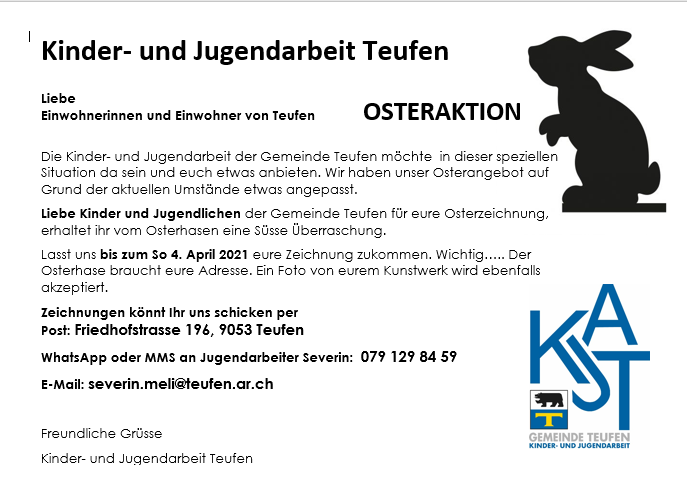 Kinder- und Jugendarbeit Teufen
Liebe
Einwohnerinnen und Einwohner von Teufen
OSTERAKTION
Die Kinder- und Jugendarbeit der Gemeinde Teufen möchte  in dieser speziellen
Situation da sein und euch etwas anbieten. Wir haben unser Osterangebot auf
Grund der aktuellen Umstände etwas angepasst.
Liebe Kinder und Jugendlichen der Gemeinde Teufen für eure Osterzeichnung,
erhaltet ihr vom Osterhasen eine Süsse Überraschung.
Lasst uns bis zum So 4. April 2021 eure Zeichnung zukommen. Wichtig….. Der
Osterhase braucht eure Adresse. Ein Foto von eurem Kunstwerk wird ebenfalls
akzeptiert.
Zeichnungen könnt Ihr uns schicken per
Post: Friedhofstrasse 196, 9053 Teufen
WhatsApp oder MMS an Jugendarbeiter Severin:  079 129 84 59
E-Mail: severin.meli@teufen.ar.ch
Freundliche Grüsse
Kinder- und Jugendarbeit Teufen
KJAST
T
GEMEINDE TEUFEN
KINDER- UND JUGENDARBEIT